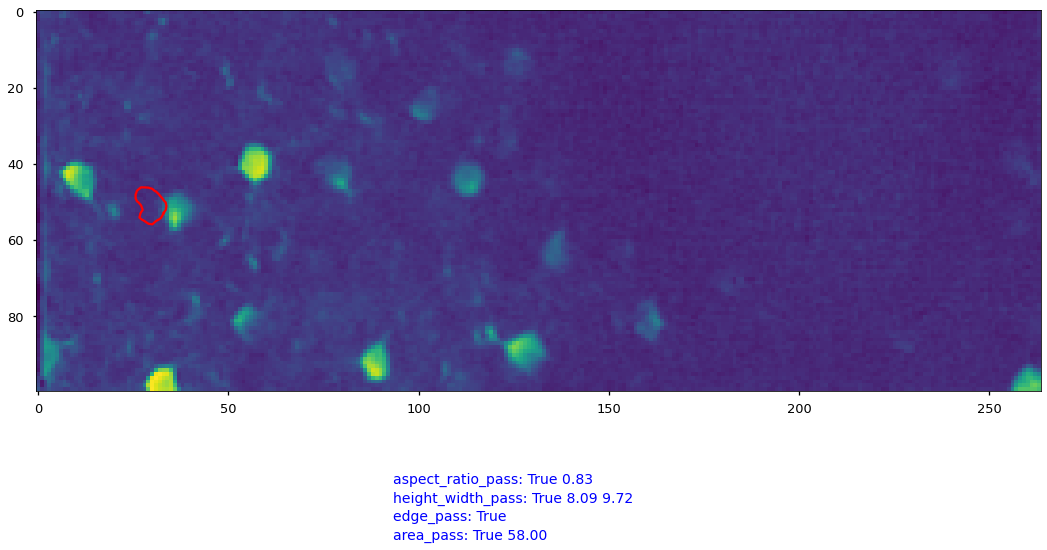 0
20
40
60
80
0 50 100 150 200 250
aspect_ratio_pass: True 0.83
height_width_pass: True 8.09 9.72
edge_pass: True
area_pass: True 58.00